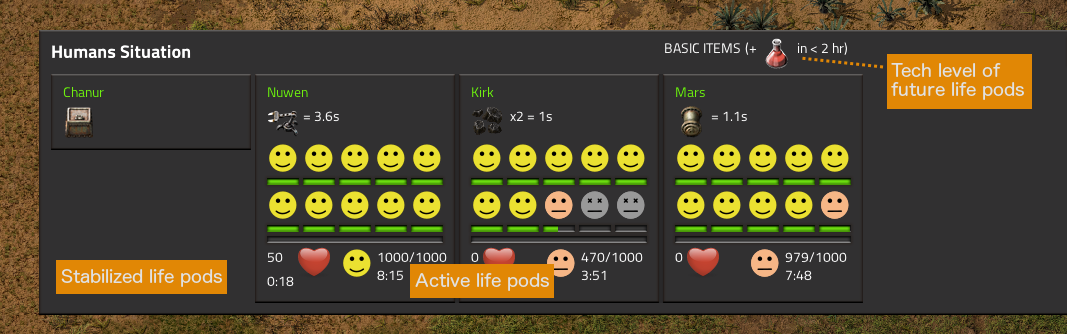 Humans Situation
BASIC ITEMS (+ in < 2 hr)
Tech level of
future life pods
Chanur
Nuwen
= 3.6s
50
0:18
1000/1000
8:15
Kirk
x2 = 1s
0
470/1000
3:51
Mars
= 1.1s
0
979/1000
7:48
Stabilized life pods
Active life pods